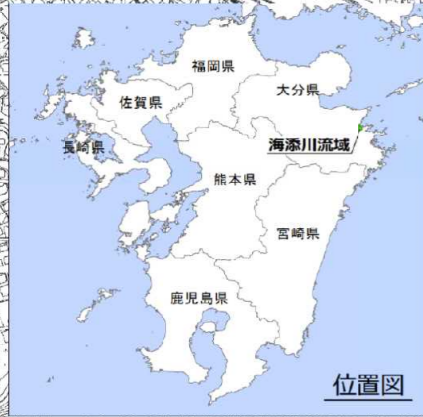 福岡県
大分県
佐賀県
海添川流域
長崎県
熊本県
宮崎県
鹿児島県
位置図